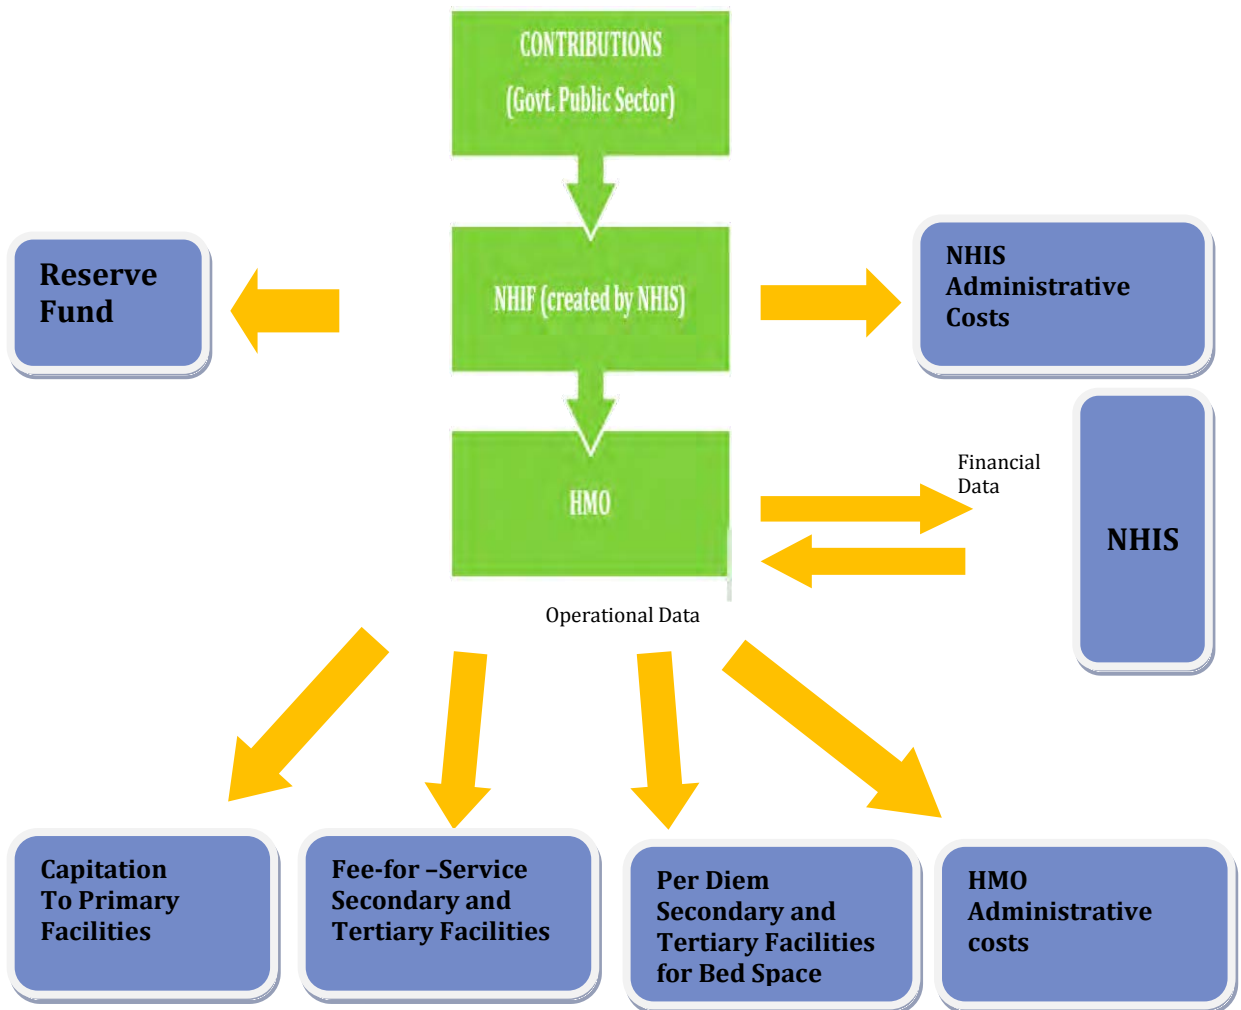 CONTRIBUTIONS
(Govt. Public Sector)
Reserve
Fund
NHIF (created by NHIS)
NHIS
Administrative
Costs
HMO
Financial
Data
NHIS
Operational Data
Capitation
To Primary
Facilities
Fee-for –Service
Secondary and
Tertiary Facilities
Per Diem
Secondary and
Tertiary Facilities
for Bed Space
HMO
Administrative
costs